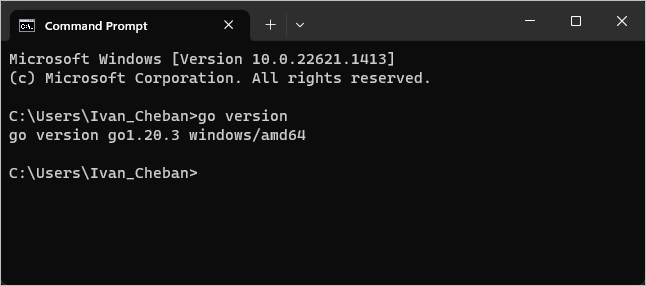 Command Prompt
Microsoft Windows [Version 10.0.22621.1413]
(c) Microsoft Corporation. All rights reserved.
C:\Users\Ivan_Cheban>go version
go version go1.20.3 windows/amd64
C:\Users\Ivan_Cheban>